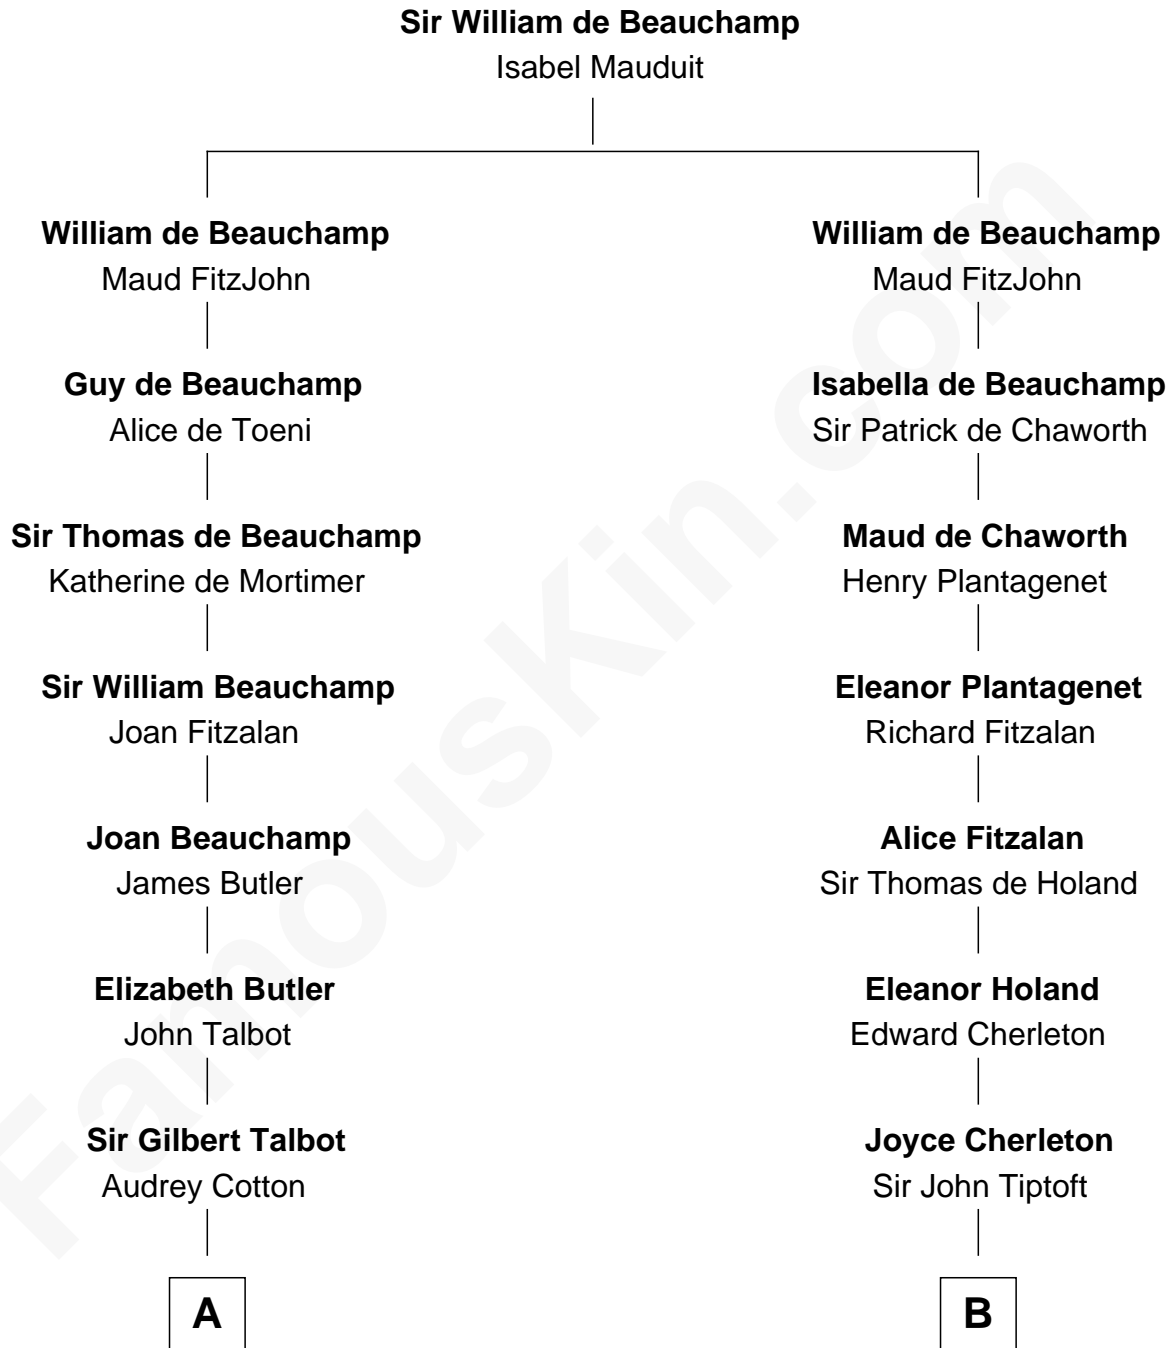 Sir William de Beauchamp
Isabel Mauduit
William de Beauchamp
Maud FitzJohn
William de Beauchamp
Maud FitzJohn
Guy de Beauchamp
Alice de Toeni
Isabella de Beauchamp
Sir Patrick de Chaworth
Sir Thomas de Beauchamp
Katherine de Mortimer
Maud de Chaworth
Henry Plantagenet
Sir William Beauchamp
Joan Fitzalan
Eleanor Plantagenet
Richard Fitzalan
Joan Beauchamp
James Butler
Alice Fitzalan
Sir Thomas de Holand
Elizabeth Butler
John Talbot
Eleanor Holand
Edward Cherleton
Sir Gilbert Talbot
Audrey Cotton
Joyce Cherleton
Sir John Tiptoft
A
B
FamousKin.com